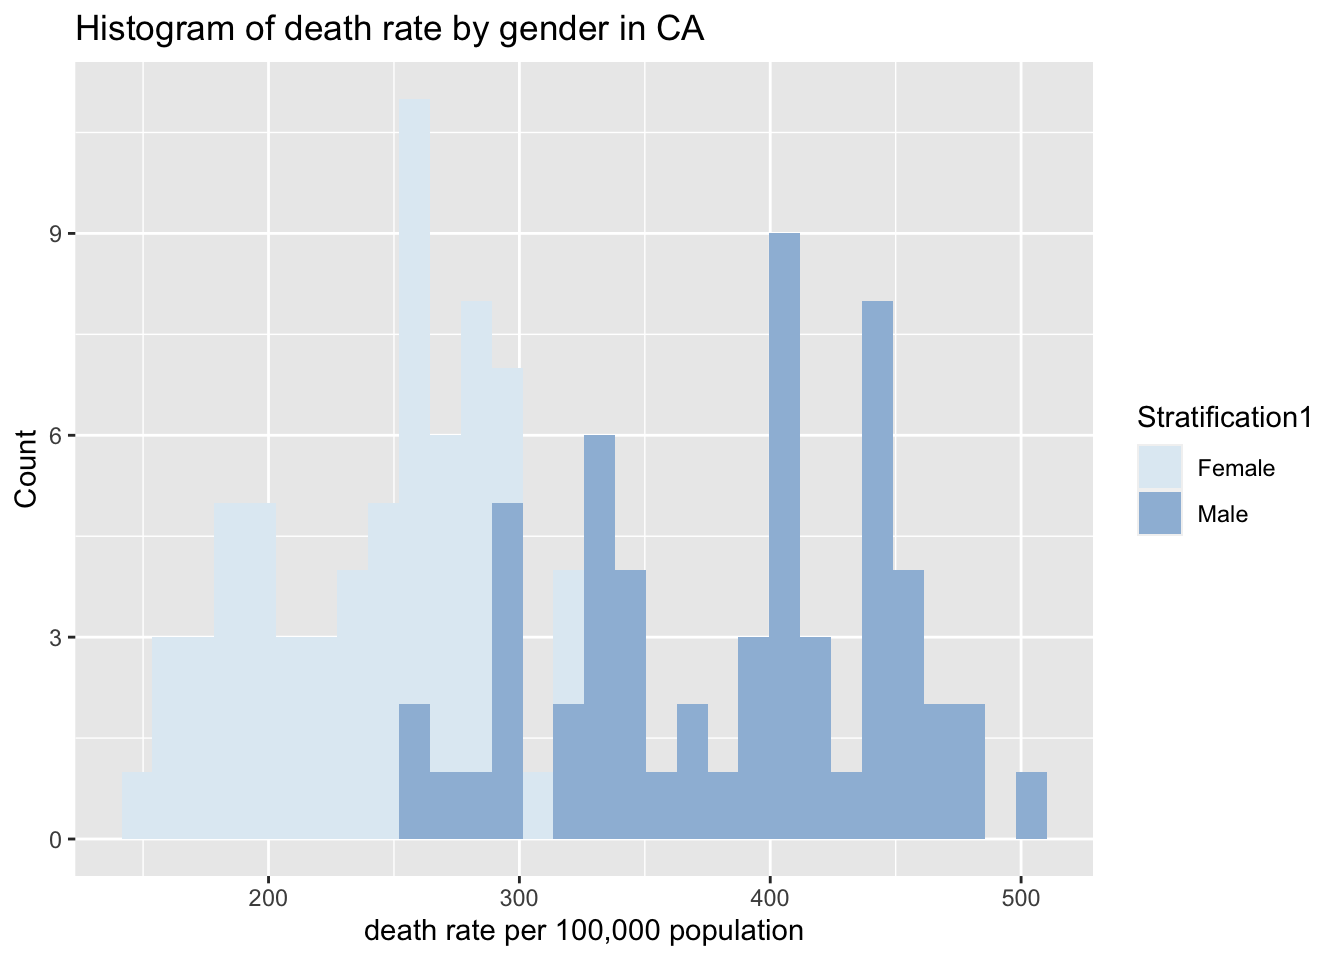 Histogram of death rate by gender in CA
9
6
3
0
Count
200 300 400 500
death rate per 100,000 population
Stratification1
Female
Male